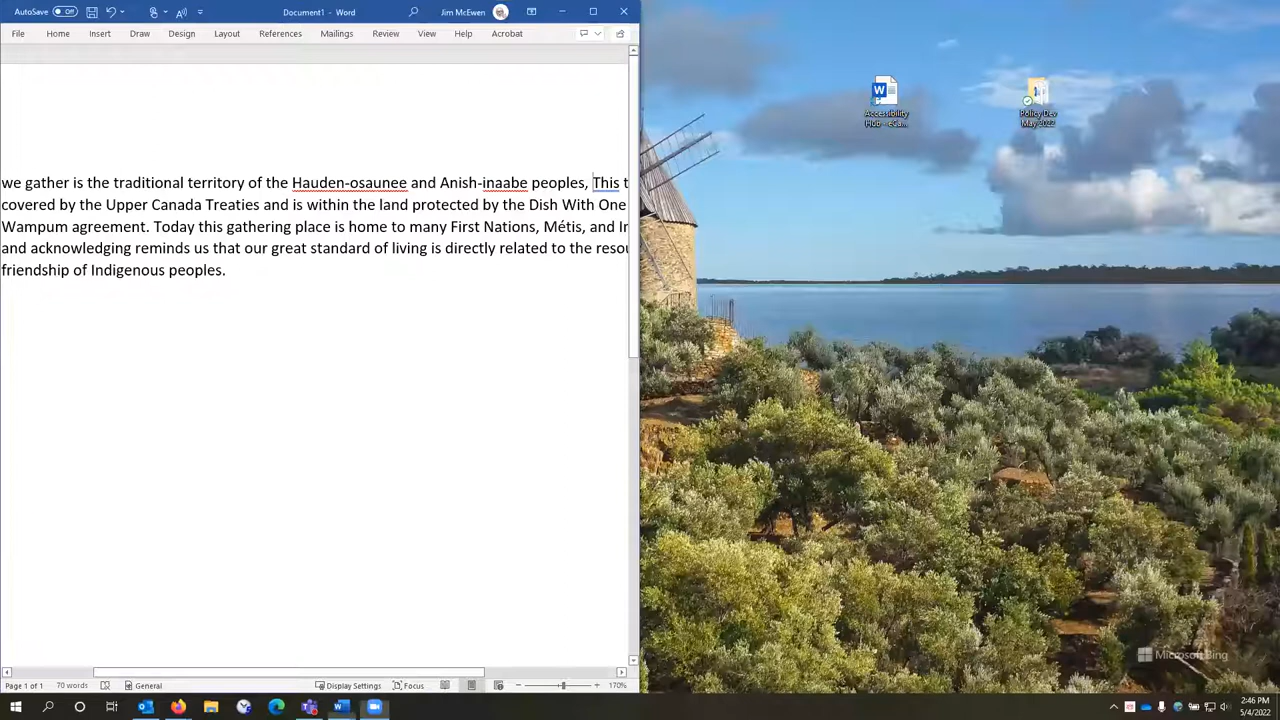 AutoSave Off Document1 - Word Jim McEwen
File Home Insert Draw Design Layout References Mailings Review View Help Acrobat
we gather is the traditional territory of the Hauden-osaunee and Anish-inaabe peoples, This t
covered by the Upper Canada Treaties and is within the land protected by the Dish With One
Wampum agreement. Today this gathering place is home to many First Nations, Métis, and In
and acknowledging reminds us that our great standard of living is directly related to the resou
friendship of Indigenous peoples.
Page 1 of 1 70 words General Display Settings Focus 170%
Accessibility
Hub - eCa...
Policy Dev
May 2022
Microsoft Bing
2:46 PM
5/4/2022